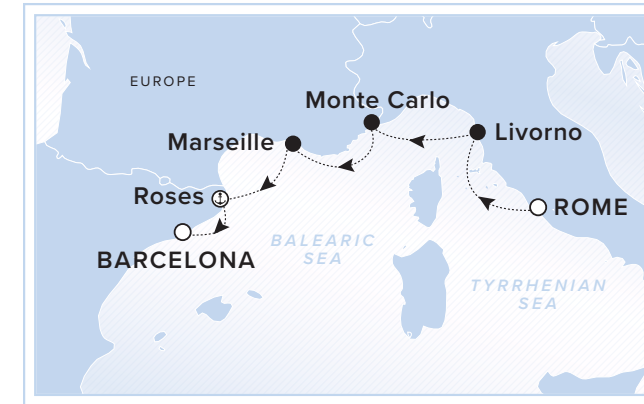 EUROPE
Monte Carlo
Marseille
Livorno
Roses
ROME
BARCELONA
BALEARIC
SEA
TYRRHENIAN
SEA